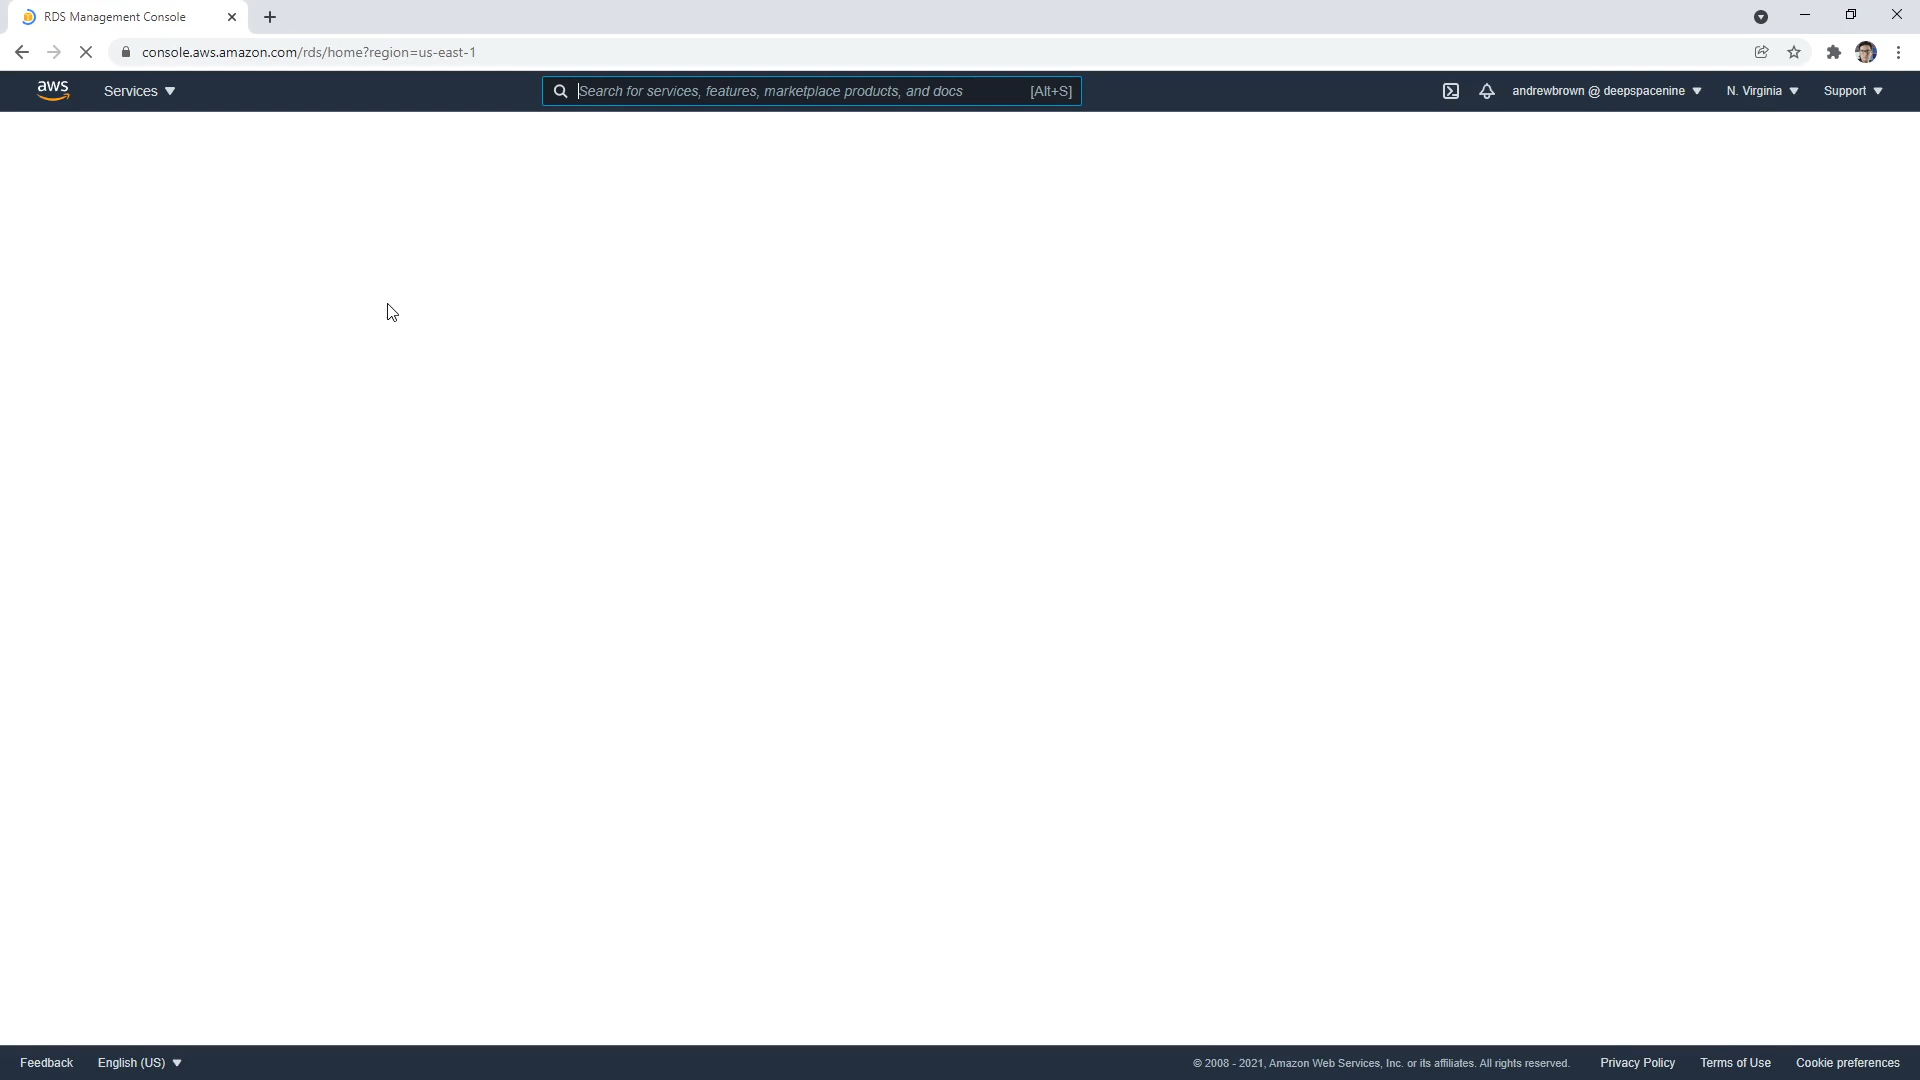 RDS Management Console
console.aws.amazon.com/rds/home?region=us-east-1
aws
Services
Search for services, features, marketplace products, and docs
[Alt+S]
andrewbrown @ deepspacenine
N. Virginia
Support
Feedback
English (US)
© 2008 - 2021, Amazon Web Services, Inc. or its affiliates. All rights reserved.
Privacy Policy
Terms of Use
Cookie preferences